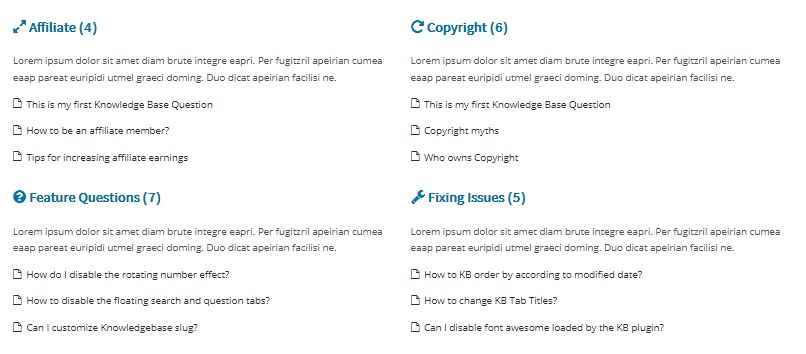 Affiliate (4)
Lorem ipsum dolor sit amet diam brute integre eapri. Per fugitzril apeirian cumea
eaap pareat euripidi utmel graeci doming. Duo dicat apeirian facilisi ne.
This is my first Knowledge Base Question
How to be an affiliate member?
Tips for increasing affiliate earnings
Copyright (6)
Lorem ipsum dolor sit amet diam brute integre eapri. Per fugitzril apeirian cumea
eaap pareat euripidi utmel graeci doming. Duo dicat apeirian facilisi ne.
This is my first Knowledge Base Question
Copyright myths
Who owns Copyright
Feature Questions (7)
Lorem ipsum dolor sit amet diam brute integre eapri. Per fugitzril apeirian cumea
eaap pareat euripidi utmel graeci doming. Duo dicat apeirian facilisi ne.
How do I disable the rotating number effect?
How to disable the floating search and question tabs?
Can I customize Knowledgebase slug?
Fixing Issues (5)
Lorem ipsum dolor sit amet diam brute integre eapri. Per fugitzril apeirian cumea
eaap pareat euripidi utmel graeci doming. Duo dicat apeirian facilisi ne.
How to KB order by according to modified date?
How to change KB Tab Titles?
Can I disable font awesome loaded by the KB plugin?